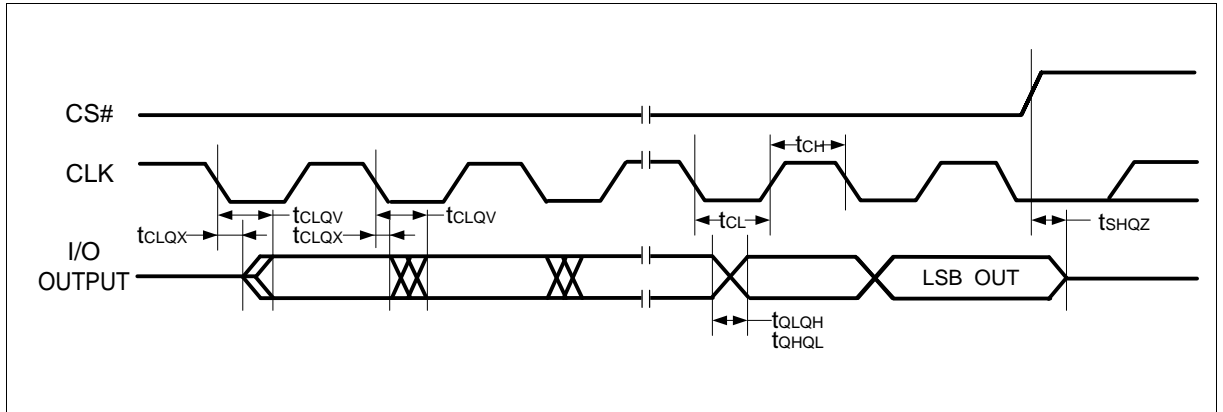 CS#
CLK
tCH
tCLQV
tCLQV
tCLQX
tCLQX
tCL
tSHQZ
I/O
OUTPUT
LSB OUT
tQLQH
tQHQL